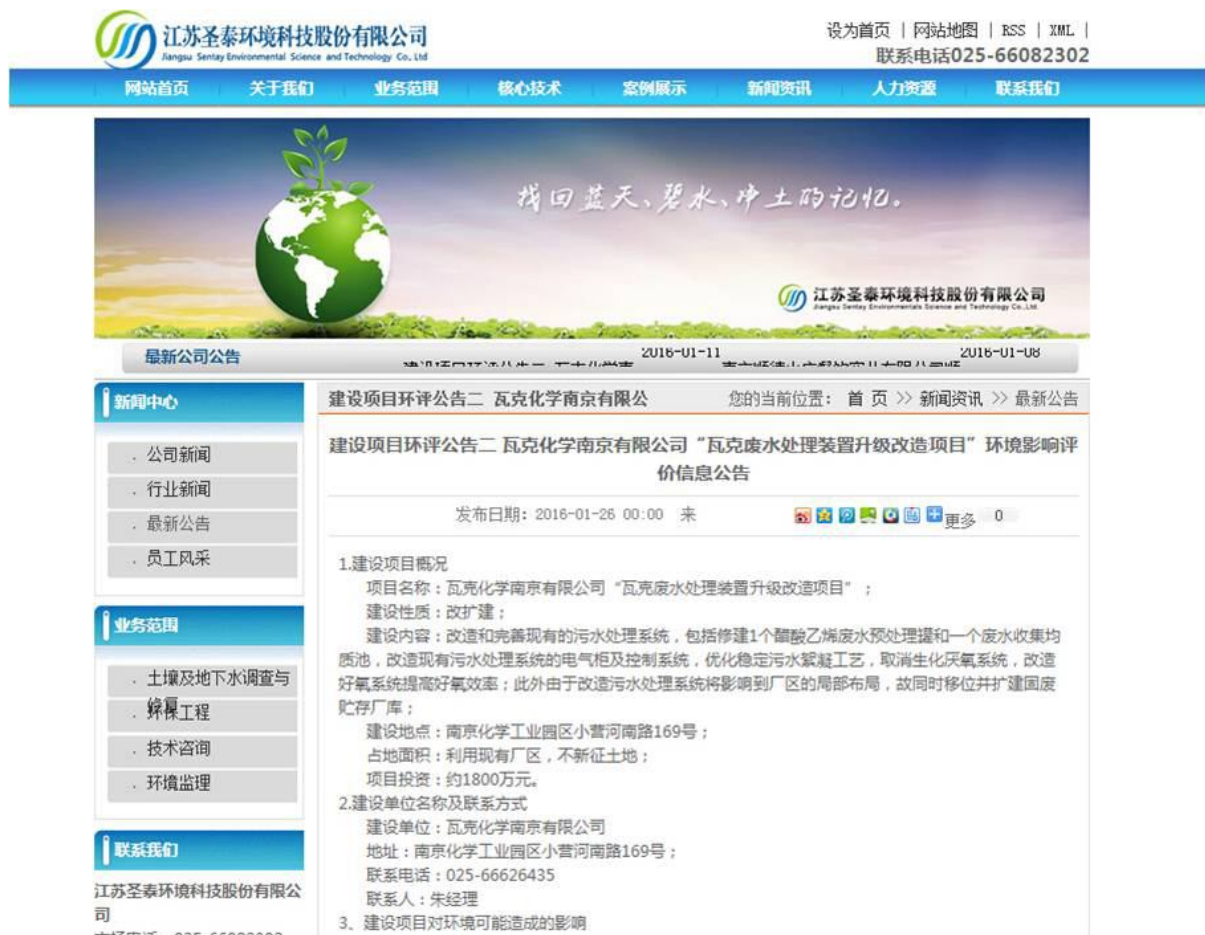 江苏圣泰环境科技股份有限公司
Jiangsu Sentay Environmental Science and Technology Co., Ltd
设为首页 | 网站地图 | RSS | XML |
联系电话025-66082302
网站首页 关于我们 业务范围 核心技术 案例展示 新闻资讯 人力资源 联系我们
找回蓝天、碧水、净土的记忆。
江苏圣泰环境科技股份有限公司
最新公司公告
2016-01-11
2016-01-08
新闻中心
. 公司新闻
. 行业新闻
. 最新公告
. 员工风采
业务范围
. 土壤及地下水调查与
修复
. 环保工程
. 技术咨询
. 环境监理
联系我们
江苏圣泰环境科技股份有限公
司
建设项目环评公告二 瓦克化学南京有限公
您的当前位置: 首 页 >> 新闻资讯 >> 最新公告
建设项目环评公告二 瓦克化学南京有限公司“瓦克废水处理装置升级改造项目”环境影响评
价信息公告
发布日期: 2016-01-26 00:00 来
更多 0
1.建设项目概况
项目名称：瓦克化学南京有限公司“瓦克废水处理装置升级改造项目”；
建设性质：改扩建；
建设内容：改造和完善现有的污水处理系统，包括修建1个醋酸乙烯废水预处理罐和一个废水收集均
质池，改造现有污水处理系统的电气柜及控制系统，优化稳定污水絮凝工艺，取消生化厌氧系统，改造
好氧系统提高好氧效率；此外由于改造污水处理系统将影响到厂区的局部布局，故同时移位并扩建固废
贮存厂库；
建设地点：南京化学工业园区小营河南路169号；
占地面积：利用现有厂区，不新征土地；
项目投资：约1800万元。
2.建设单位名称及联系方式
建设单位：瓦克化学南京有限公司
地址：南京化学工业园区小营河南路169号；
联系电话：025-66626435
联系人：朱经理
3、建设项目对环境可能造成的影响